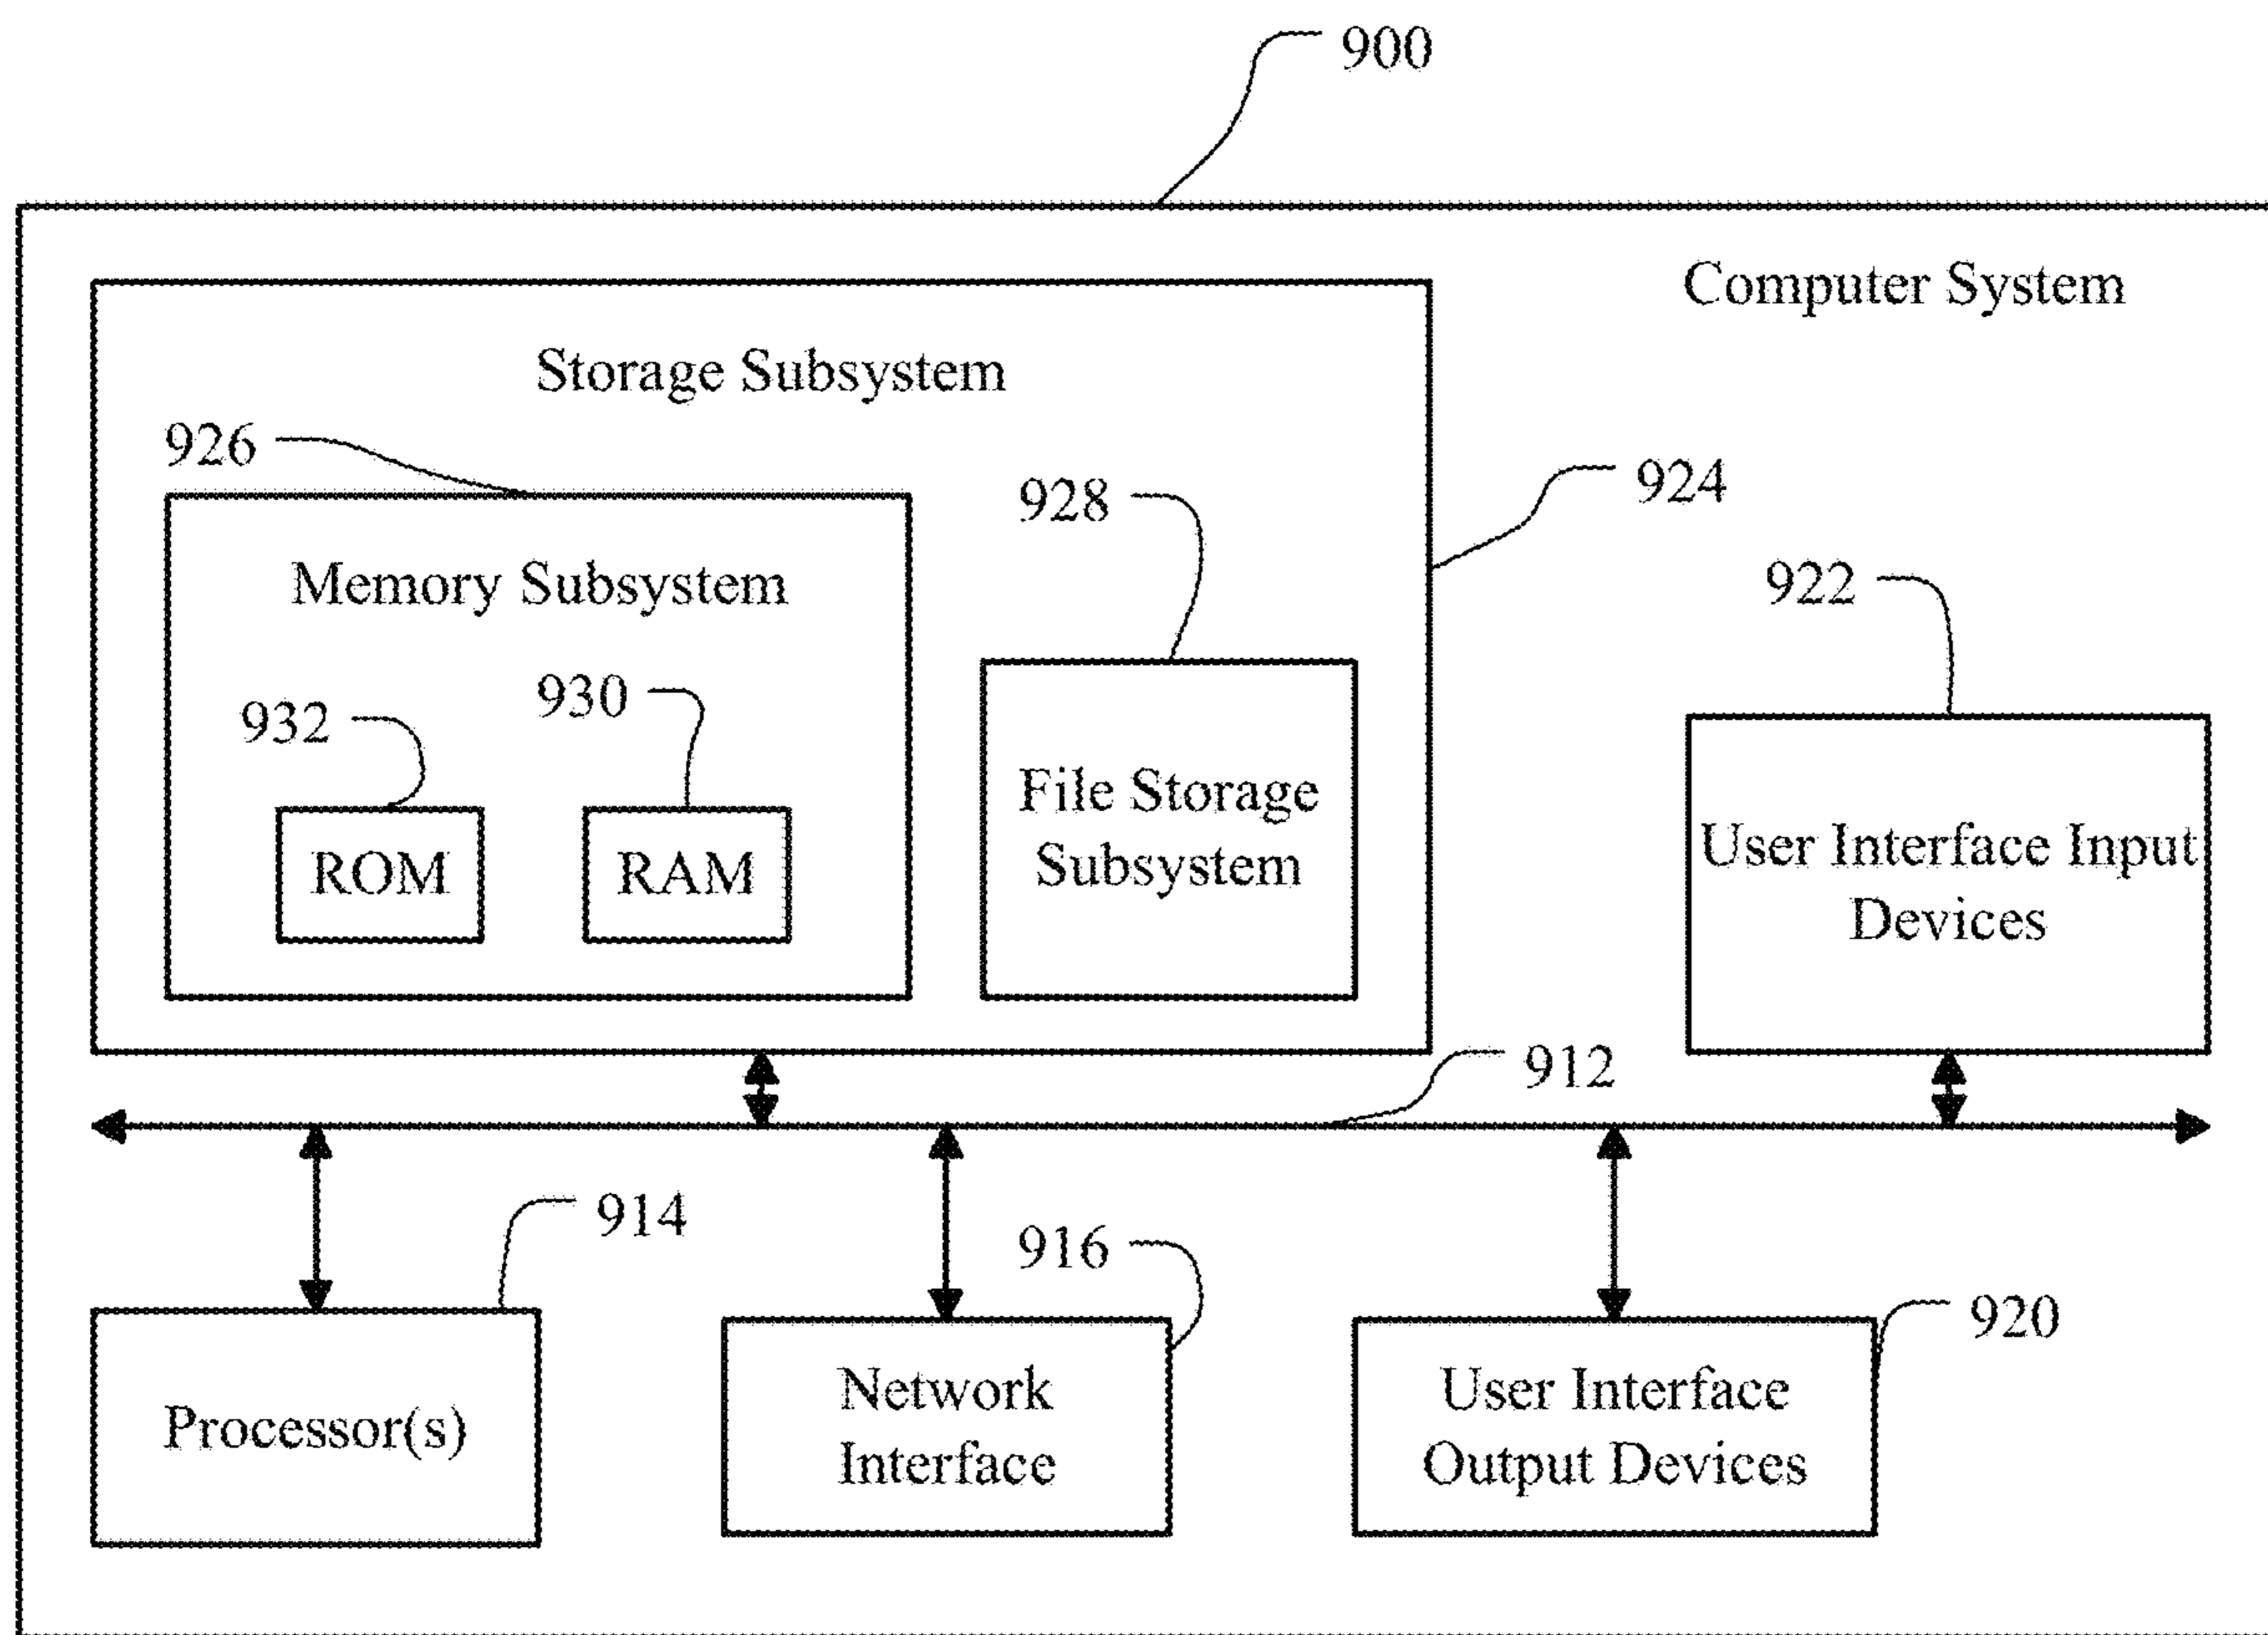 900
Computer System
Storage Subsystem
926
924
928
Memory Subsystem
922
930
932
File Storage
Subsystem
ROM
RAM
User Interface Input
Devices
912
914
916
920
Processor(s)
Network
Interface
User Interface
Output Devices